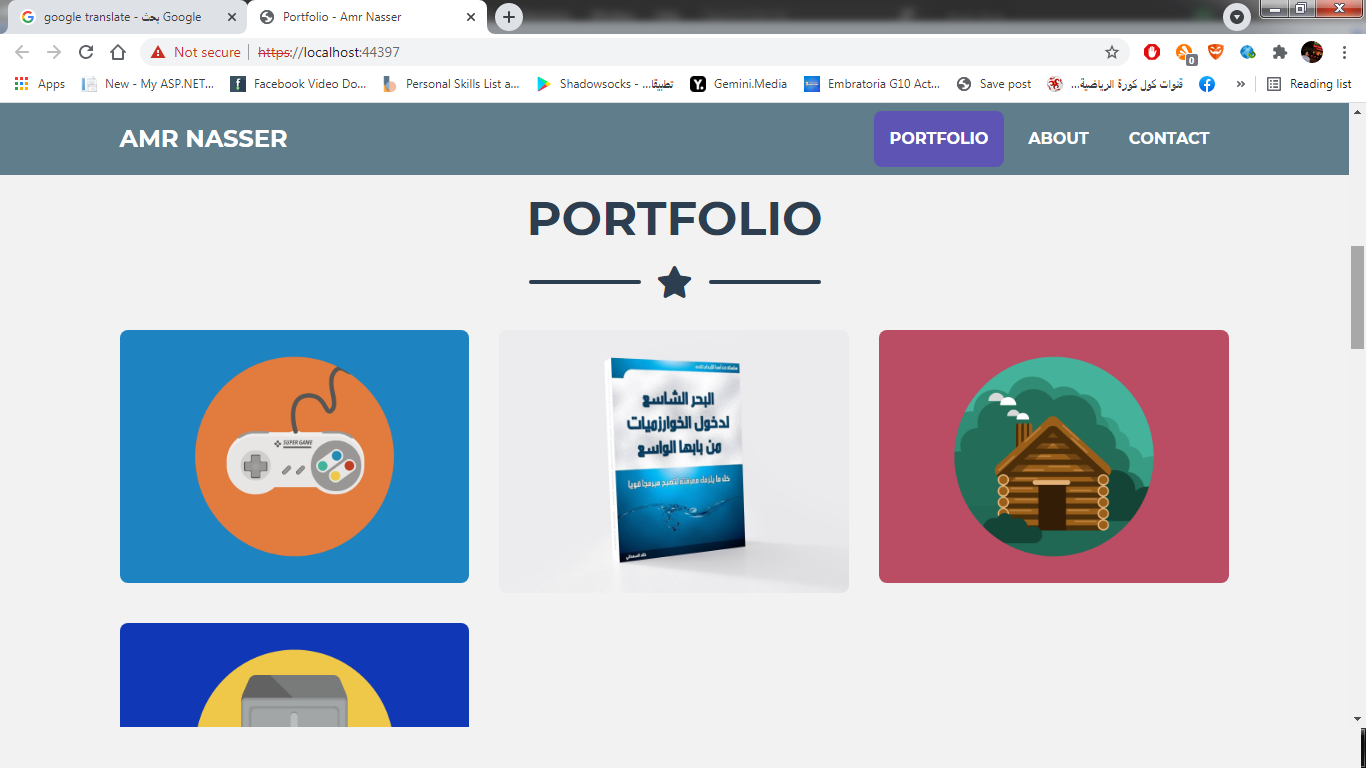 google translate - بحث Google
Portfolio - Amr Nasser
Not secure
https://localhost:44397
0
Apps
New - My ASP.NET...
Facebook Video Do...
Personal Skills List a...
Shadowsocks - تطبيقا...
Gemini.Media
Embratoria G10 Act...
Save post
قنوات كول كورة الرياضية...
»
Reading list
AMR NASSER
PORTFOLIO
ABOUT
CONTACT
PORTFOLIO
SUPER GAME
البحر الشاسع
لدخول الخوارزميات
من بابها الواسع
كل ما يلزمك معرفته لتصبح مبرمجا قويا
خالد السعداني